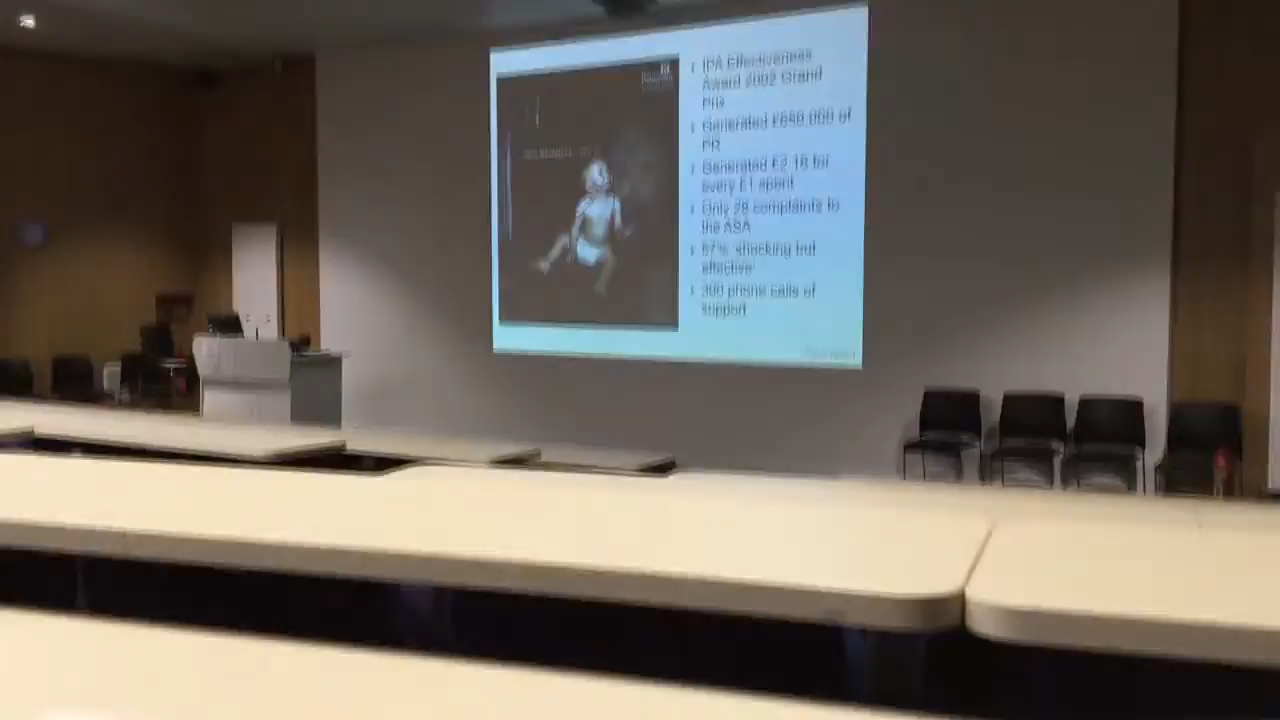 IPA Effectiveness
Award 2002 Grand
Prix
Generated £650,000 of
PR
Generated £2.16 for
every £1 spent
Only 28 complaints to
the ASA
57% 'shocking but
effective'
300 phone calls of
support